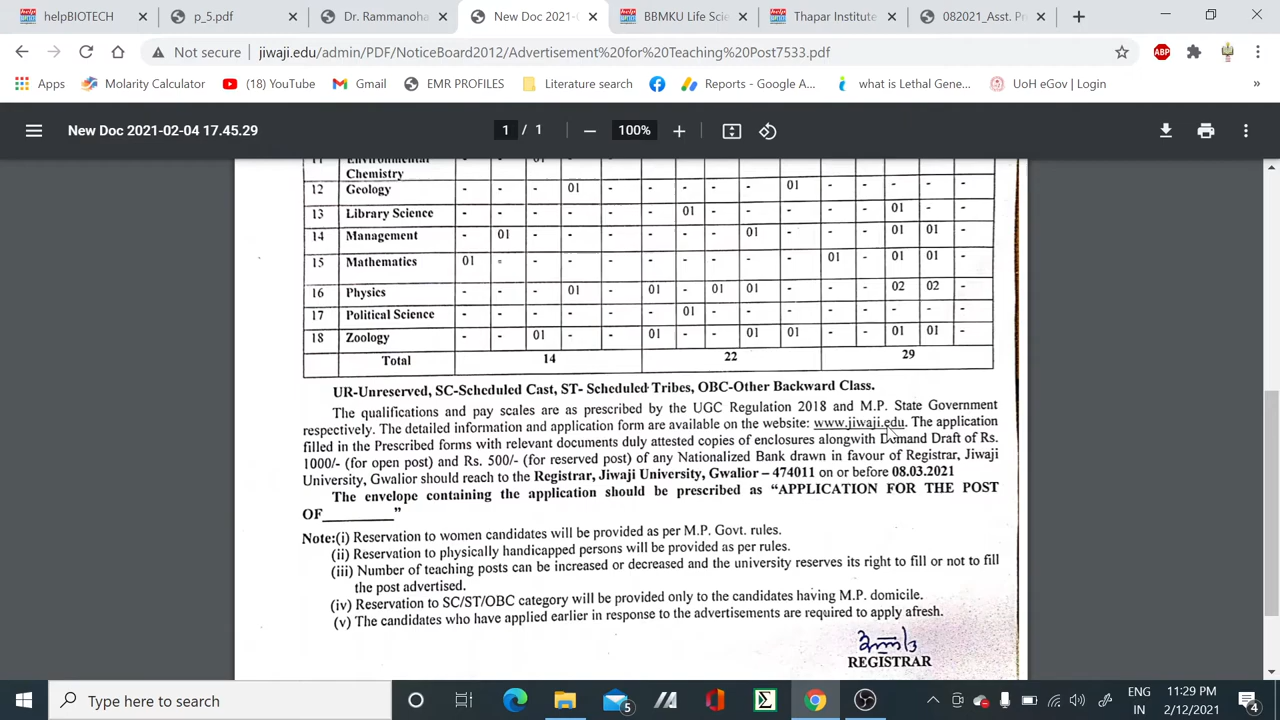 helpBIOTECH
p_5.pdf
Dr. Rammanoha
New Doc 2021-0
BBMKU Life Scie
Thapar Institute
082021_Asst. Pr
Not secure
jiwaji.edu/admin/PDF/NoticeBoard2012/Advertisement%20for%20Teaching%20Post7533.pdf
ABP
Apps
Molarity Calculator
(18) YouTube
Gmail
EMR PROFILES
Literature search
Reports - Google A...
what is Lethal Gene...
UoH eGov | Login
»
New Doc 2021-02-04 17.45.29
1 / 1
100%
11 Environmental - - 01 - - - - - - - - - - - -
Chemistry
12 Geology - - - 01 - - - - - 01 - - - - -
13 Library Science - - - - - - 01 - - - - - 01 - -
14 Management - 01 - - - - - - 01 - - - 01 01 -
15 Mathematics 01 - - - - - - - - - 01 - 01 01 -
16 Physics - - - 01 - 01 - 01 01 - - - 02 02 -
17 Political Science - - - - - - 01 - - - - - - - -
18 Zoology - - 01 - - 01 - - 01 01 - - 01 01 -
Total 14 22 29
UR-Unreserved, SC-Scheduled Cast, ST- Scheduled Tribes, OBC-Other Backward Class.
The qualifications and pay scales are as prescribed by the UGC Regulation 2018 and M.P. State Government
respectively. The detailed information and application form are available on the website: www.jiwaji.edu. The application
filled in the Prescribed forms with relevant documents duly attested copies of enclosures alongwith Demand Draft of Rs.
1000/- (for open post) and Rs. 500/- (for reserved post) of any Nationalized Bank drawn in favour of Registrar, Jiwaji
University, Gwalior should reach to the Registrar, Jiwaji University, Gwalior – 474011 on or before 08.03.2021
The envelope containing the application should be prescribed as "APPLICATION FOR THE POST
OF_________"
Note:(i) Reservation to women candidates will be provided as per M.P. Govt. rules.
(ii) Reservation to physically handicapped persons will be provided as per rules.
(iii) Number of teaching posts can be increased or decreased and the university reserves its right to fill or not to fill
the post advertised.
(iv) Reservation to SC/ST/OBC category will be provided only to the candidates having M.P. domicile.
(v) The candidates who have applied earlier in response to the advertisements are required to apply afresh.
REGISTRAR
Type here to search
5
ENG
IN
11:29 PM
2/12/2021
4